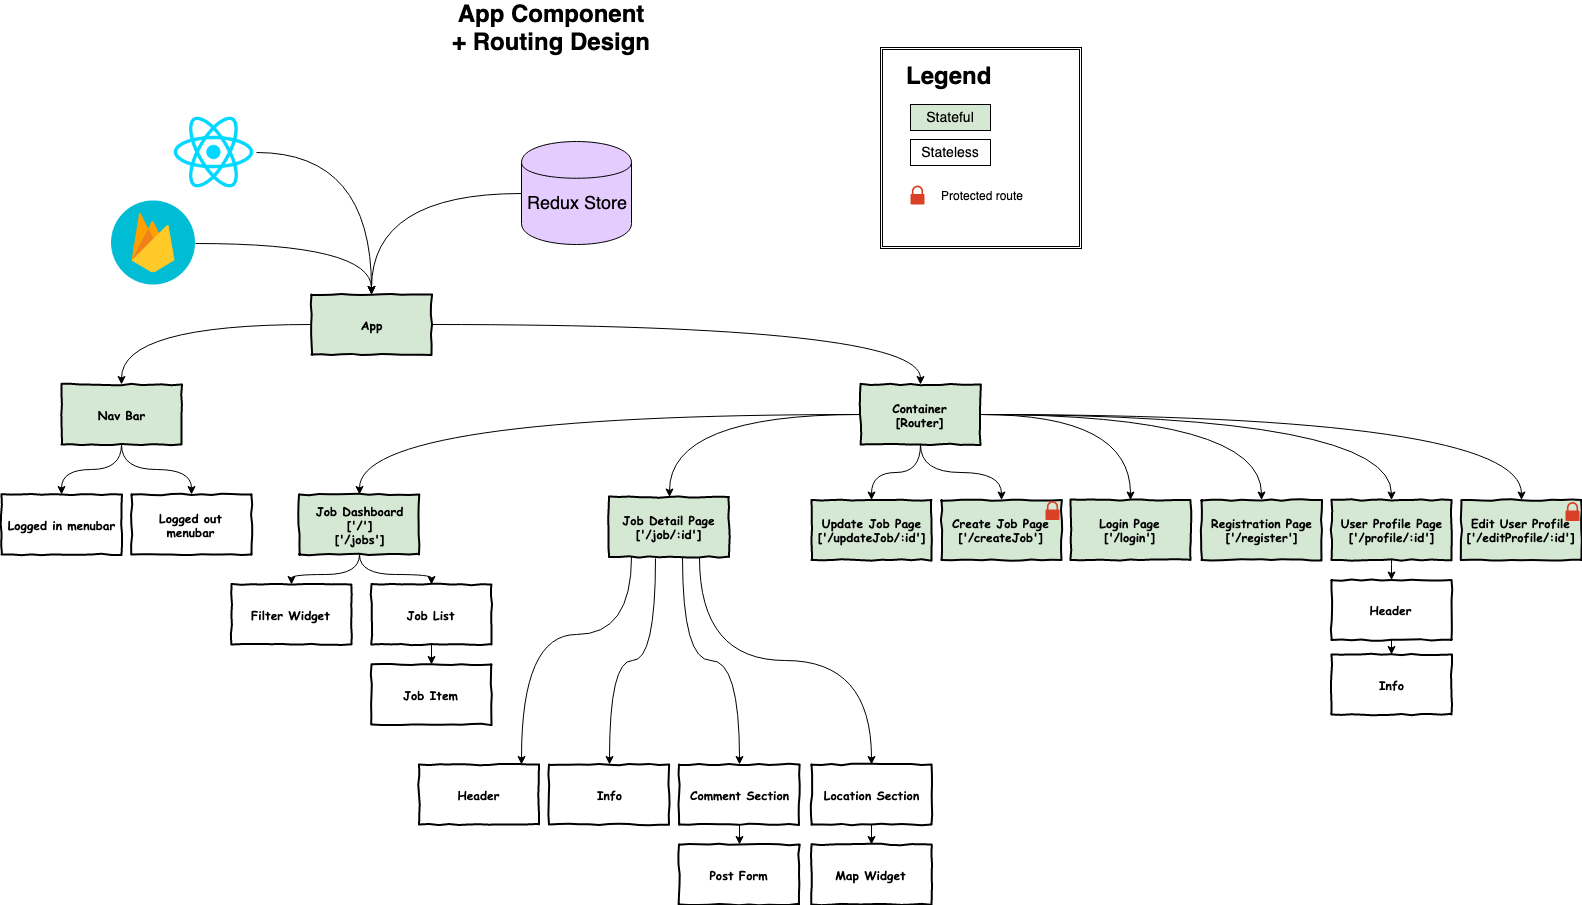 App Component
+ Routing Design
Legend
Stateful
Stateless
Protected route
Redux Store
App
Nav Bar
Container
[Router]
Logged in menubar
Logged out
menubar
Job Dashboard
['/']
['/jobs']
Job Detail Page
['/job/:id']
Update Job Page
['/updateJob/:id']
Create Job Page
['/createJob']
Login Page
['/login']
Registration Page
['/register']
User Profile Page
['/profile/:id']
Edit User Profile
['/editProfile/:id']
Filter Widget
Job List
Header
Job Item
Info
Header
Info
Comment Section
Location Section
Post Form
Map Widget